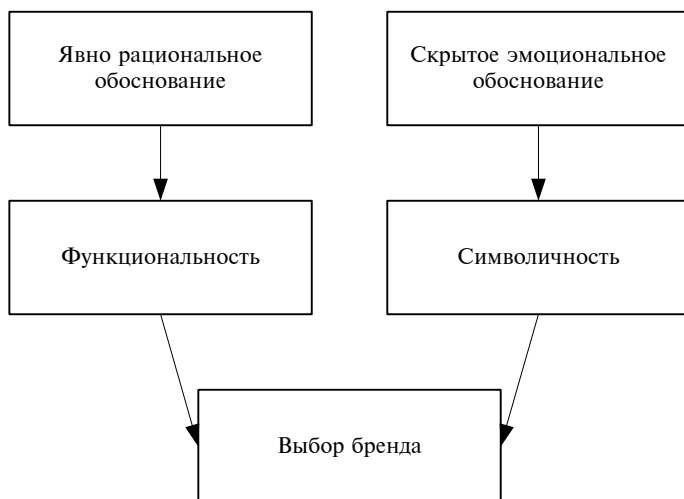 Явно рациональное
обоснование
Скрытое эмоциональное
обоснование
Функциональность
Символичность
Выбор бренда